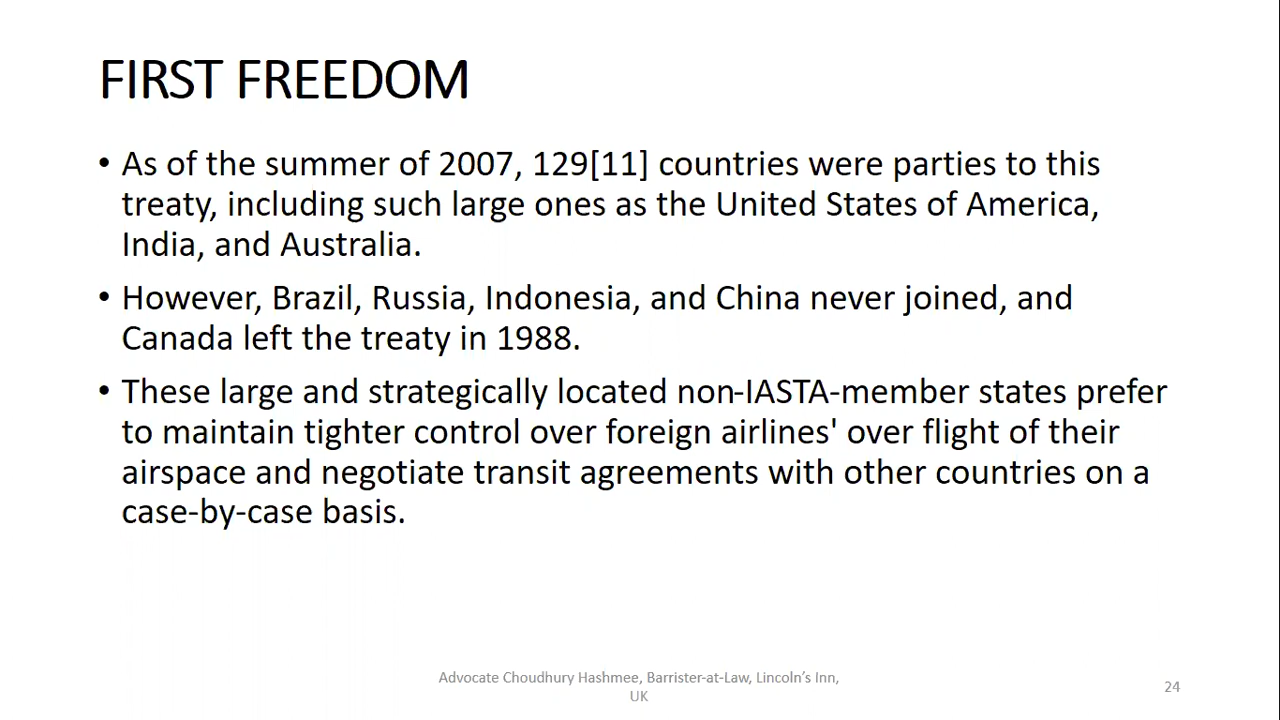 FIRST FREEDOM
• As of the summer of 2007, 129[11] countries were parties to this
treaty, including such large ones as the United States of America,
India, and Australia.
• However, Brazil, Russia, Indonesia, and China never joined, and
Canada left the treaty in 1988.
• These large and strategically located non-IASTA-member states prefer
to maintain tighter control over foreign airlines' over flight of their
airspace and negotiate transit agreements with other countries on a
case-by-case basis.
Advocate Choudhury Hashmee, Barrister-at-Law, Lincoln’s Inn,
UK
24